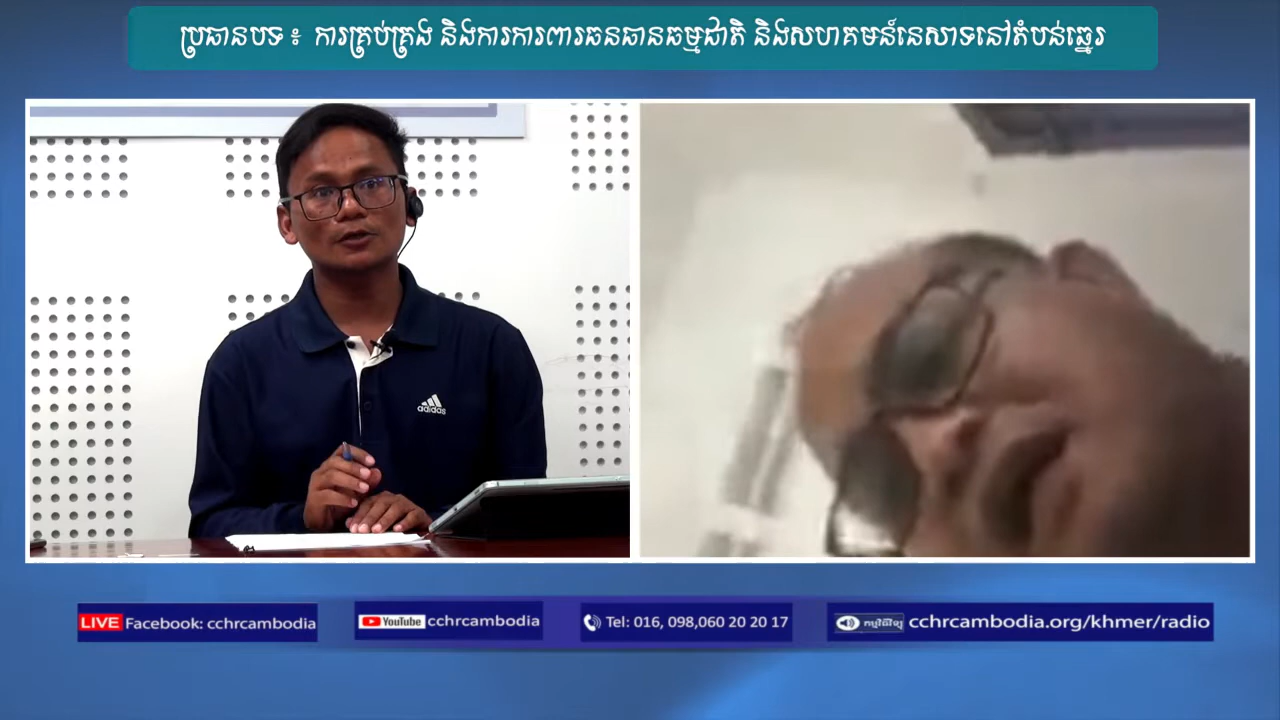 ប្រធានបទ ៖ ការគ្រប់គ្រង និងការការពារធនធានធម្មជាតិ និងសហគមន៍នេសាទនៅតំបន់ឆ្នេរ
adidas
LIVE Facebook: cchrcambodia
YouTube cchrcambodia
Tel: 016, 098,060 20 20 17
cchrcambodia.org/khmer/radio